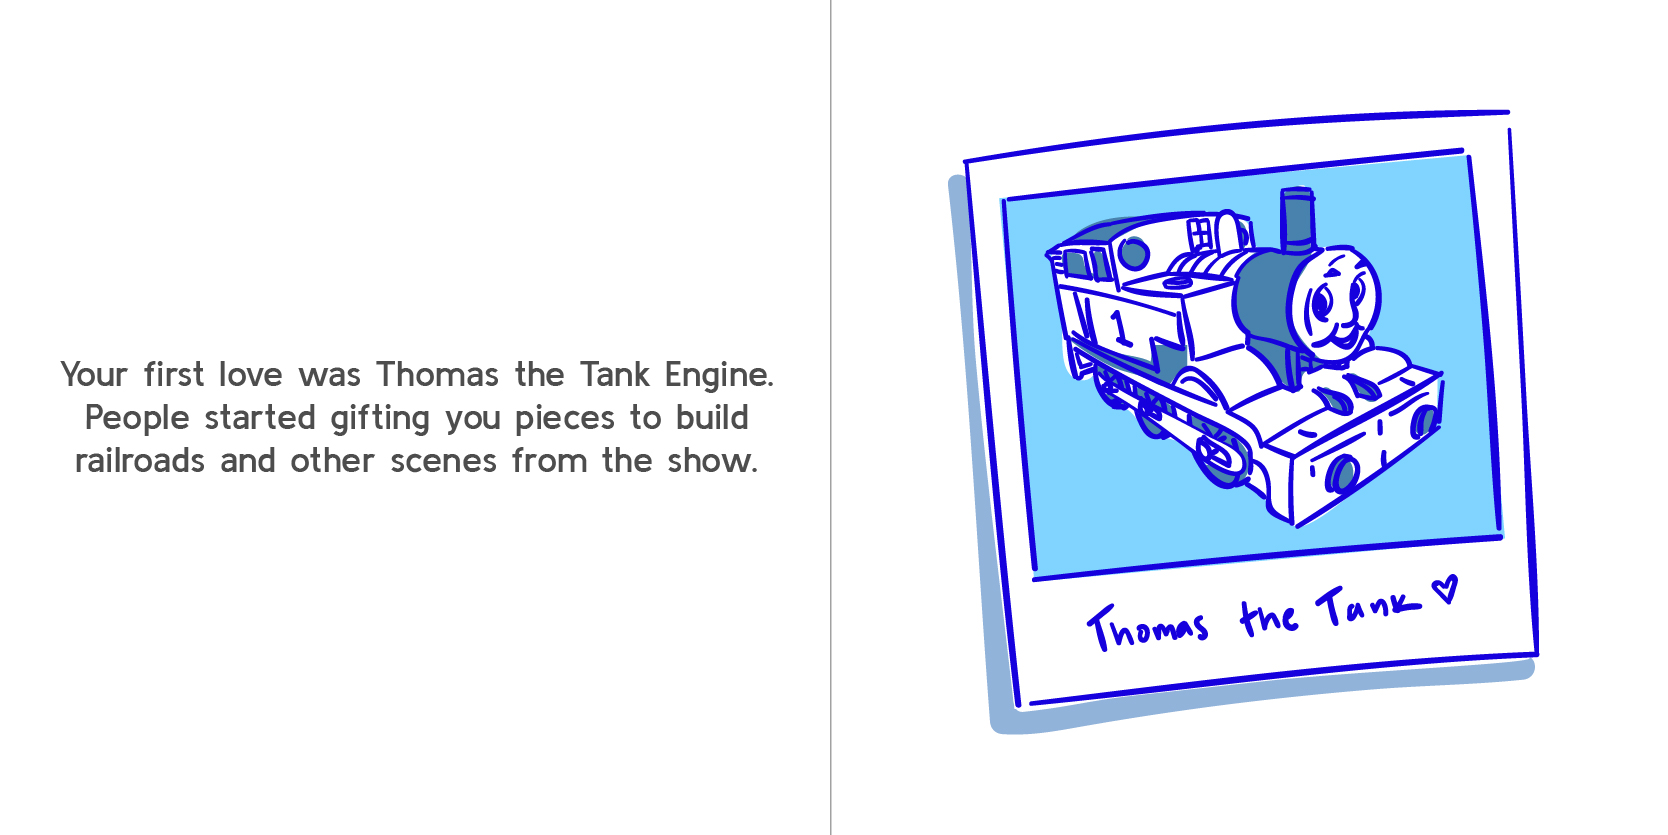 Your first love was Thomas the Tank Engine.
People started gifting you pieces to build
railroads and other scenes from the show.
1
Thomas the Tank